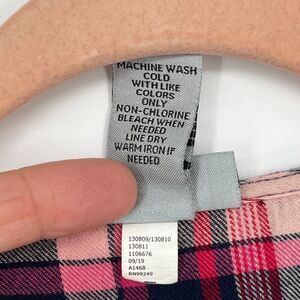 MACHINE WASH
COLD
WITH LIKE
COLORS
ONLY
NON-CHLORINE
BLEACH WHEN
NEEDED
LINE DRY
WARM IRON IF
NEEDED
130809/130810
130811
1106676
09/19
A1468
RN99249